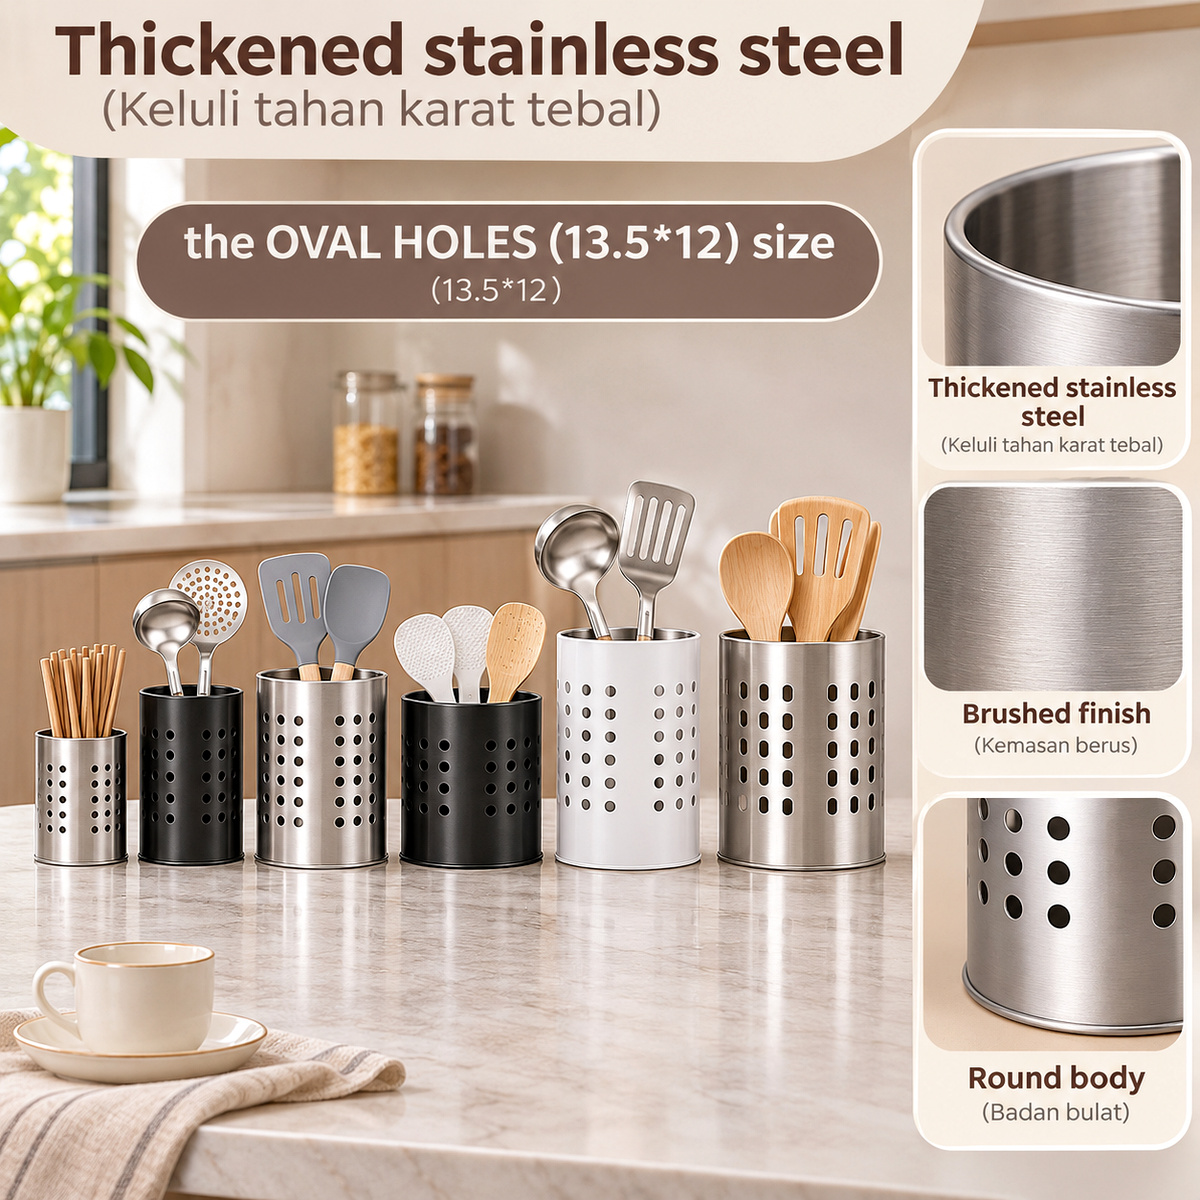 Thickened stainless steel
(Keluli tahan karat tebal)
the OVAL HOLES (13.5*12) size
(13.5*12)
Thickened stainless
steel
(Keluli tahan karat tebal)
Brushed finish
(Kemasan berus)
Round body
(Badan bulat)